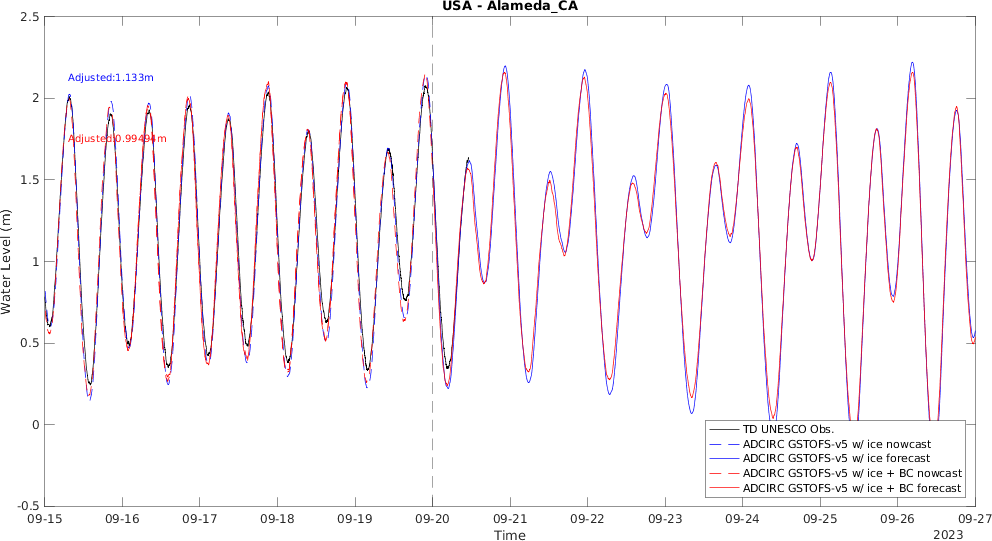 USA - Alameda_CA
2.5
2
1.5
1
0.5
0
-0.5
Water Level (m)
Adjusted:1.133m
Adjusted:0.99494m
TD UNESCO Obs.
ADCIRC GSTOFS-v5 w/ ice nowcast
ADCIRC GSTOFS-v5 w/ ice forecast
ADCIRC GSTOFS-v5 w/ ice + BC nowcast
ADCIRC GSTOFS-v5 w/ ice + BC forecast
09-15 09-16 09-17 09-18 09-19 09-20 09-21 09-22 09-23 09-24 09-25 09-26 09-27
Time
2023